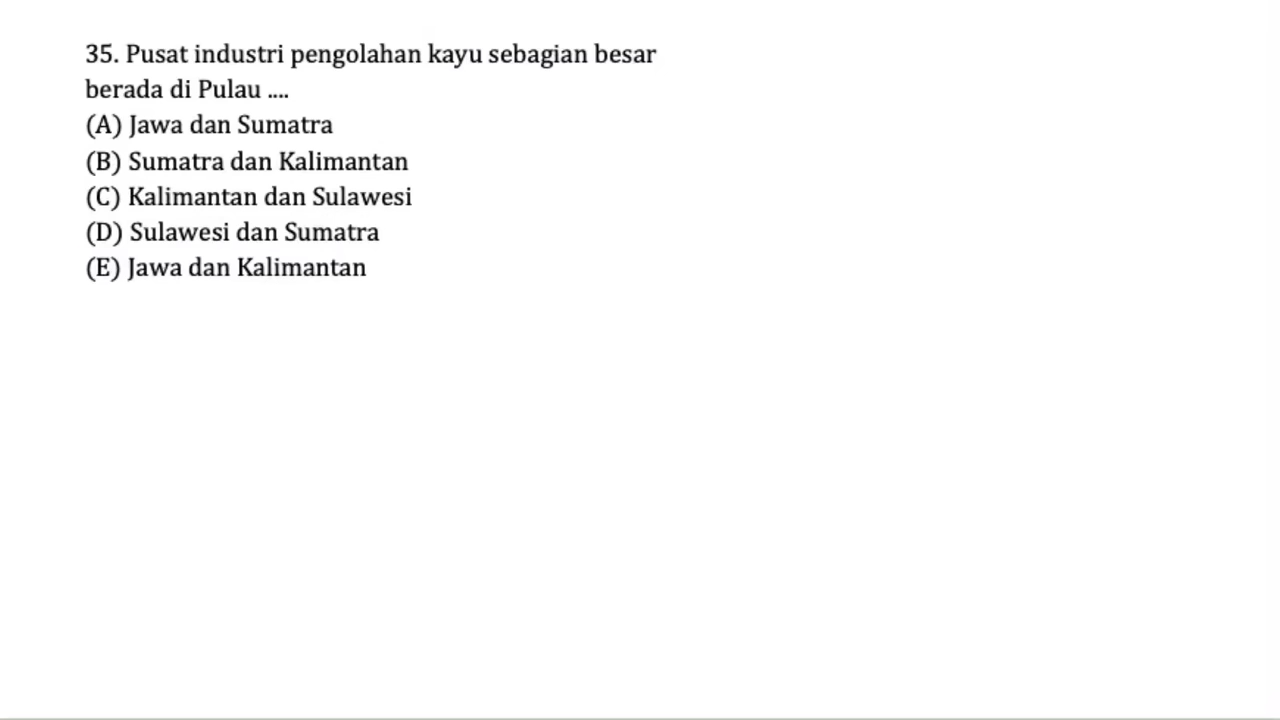 35. Pusat industri pengolahan kayu sebagian besar
berada di Pulau ....
(A) Jawa dan Sumatra
(B) Sumatra dan Kalimantan
(C) Kalimantan dan Sulawesi
(D) Sulawesi dan Sumatra
(E) Jawa dan Kalimantan